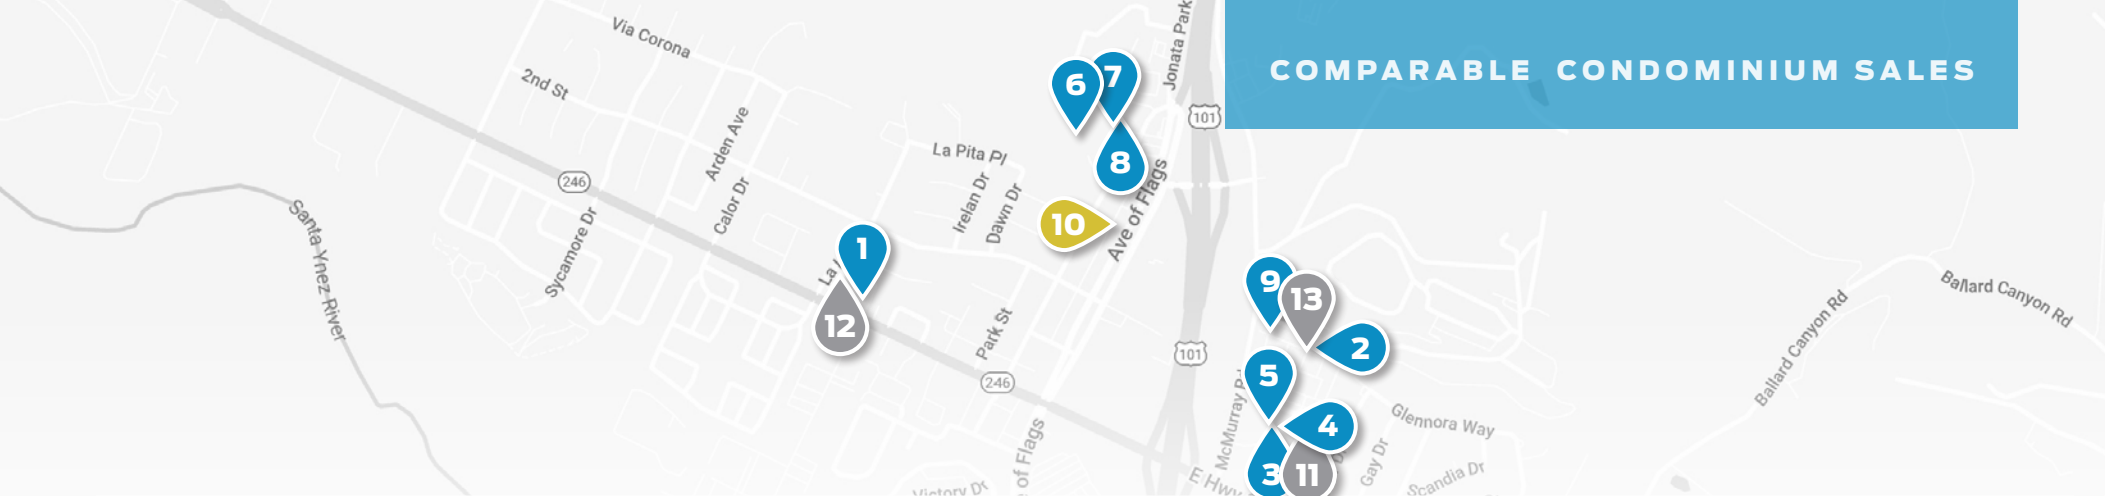 COMPARABLE CONDOMINIUM SALES
Via Corona
2nd St
Jonata Park
6
7
101
8
Arden Ave
La Pita Pl
246
Calor Dr
Irelan Dr
Dawn Dr
10
Ave of Flags
Santa Ynez River
Sycamore Dr
1
La
12
9
13
2
Ballard Canyon Rd
Ballard Canyon Rd
Park St
101
246
5
McMurray Rd
4
Glennora Way
3
11
Gay Dr
Scandia Dr
of Flags
E Hwy
Victory Dr